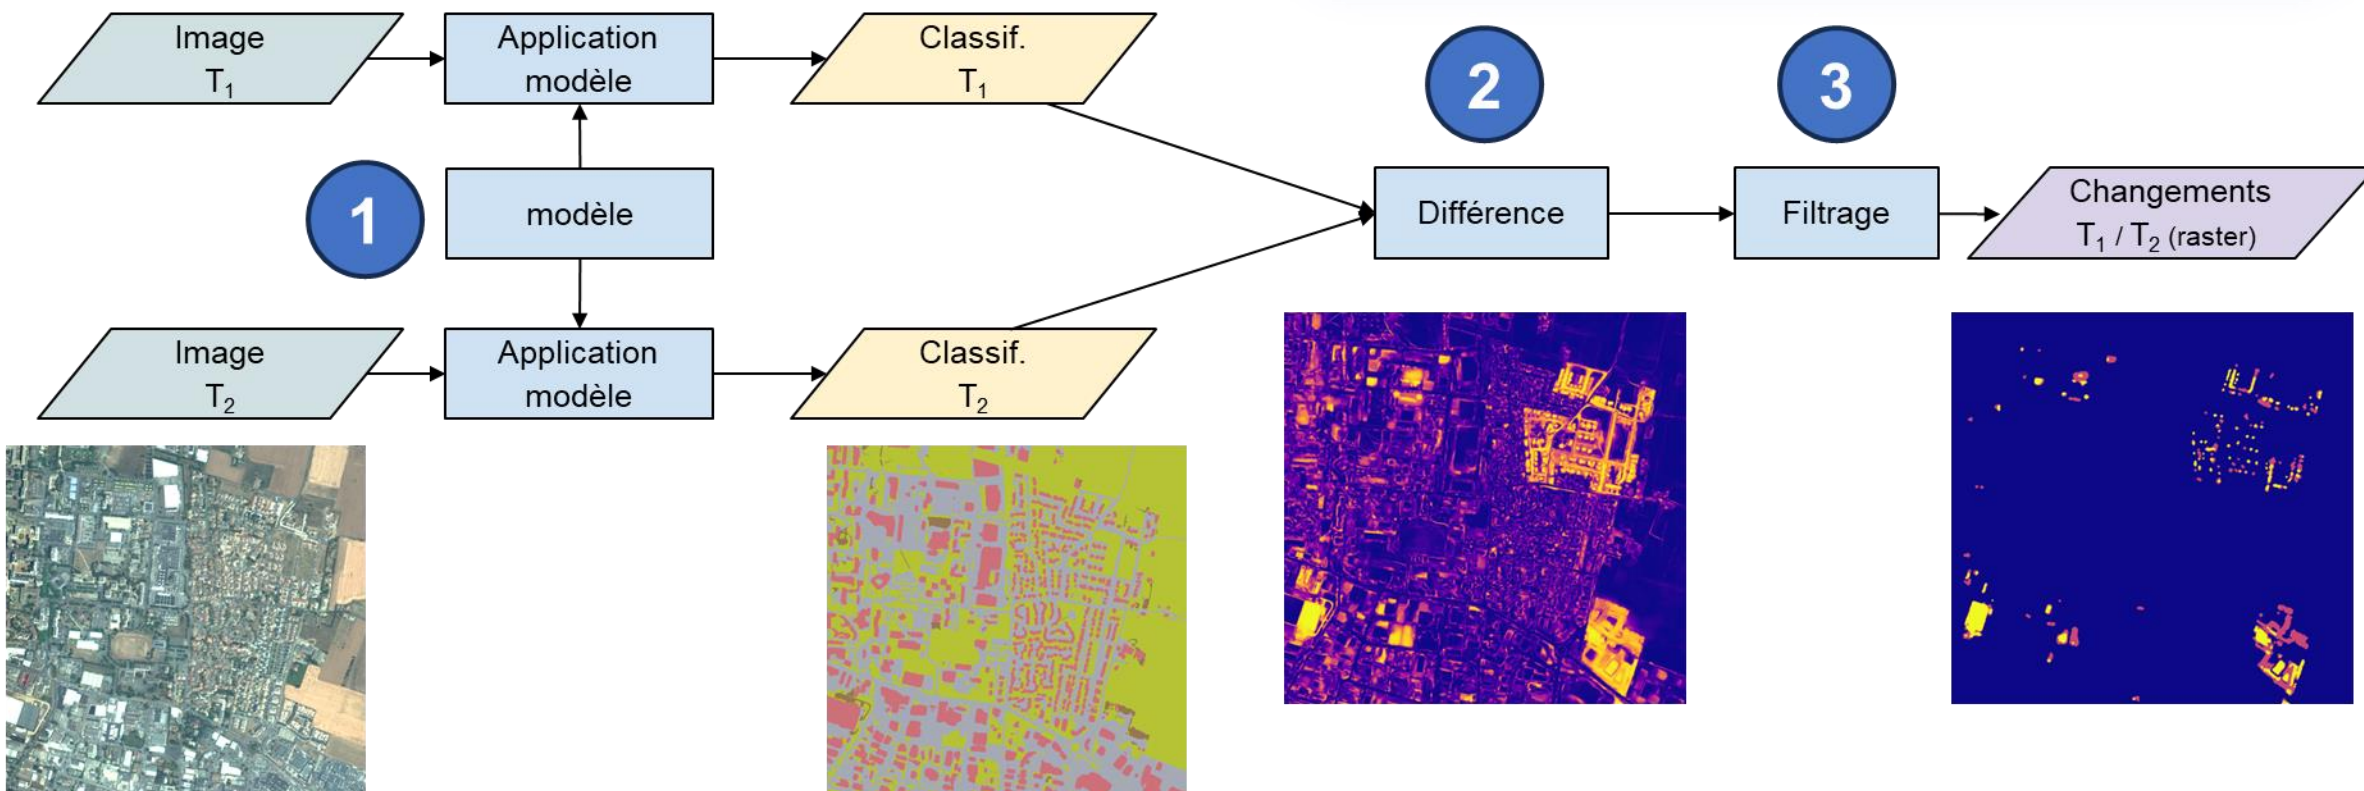 Image
T₁
Application
modèle
Classif.
T₁
2
3
1
modèle
Différence
Filtrage
Changements
T₁ / T₂ (raster)
Image
T₂
Application
modèle
Classif.
T₂